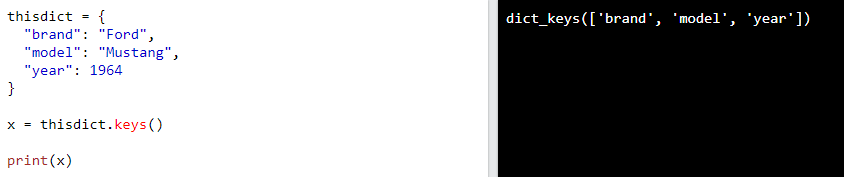 thisdict = {
  "brand": "Ford",
  "model": "Mustang",
  "year": 1964
}
x = thisdict.keys()
print(x)
dict_keys(['brand', 'model', 'year'])